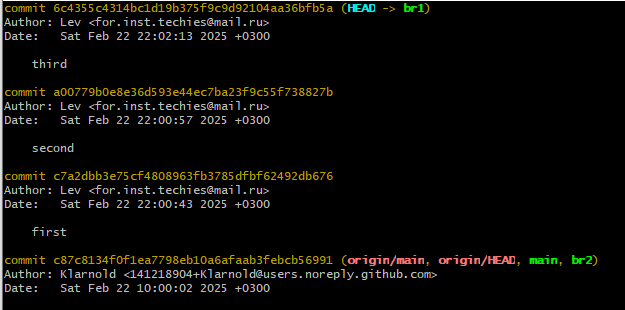 commit 6c4355c4314bc1d19b375f9c9d92104aa36bfb5a (HEAD -> br1)
Author: Lev <for.inst.techies@mail.ru>
Date:   Sat Feb 22 22:02:13 2025 +0300
third
commit a00779b0e8e36d593e44ec7ba23f9c55f738827b
Author: Lev <for.inst.techies@mail.ru>
Date:   Sat Feb 22 22:00:57 2025 +0300
second
commit c7a2dbb3e75cf4808963fb3785dfbf62492db676
Author: Lev <for.inst.techies@mail.ru>
Date:   Sat Feb 22 22:00:43 2025 +0300
first
commit c87c8134f0f1ea7798eb10a6afaab3febcb56991 (origin/main, origin/HEAD, main, br2)
Author: Klarnold <141218904+Klarnold@users.noreply.github.com>
Date:   Sat Feb 22 10:00:02 2025 +0300